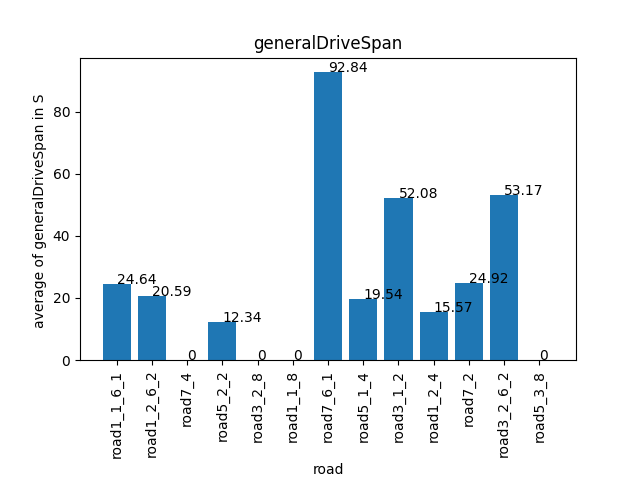 generalDriveSpan
average of generalDriveSpan in S
80
60
40
20
0
24.64
20.59
0
12.34
0
0
92.84
19.54
52.08
15.57
24.92
53.17
0
road1_1_6_1
road1_2_6_2
road7_4
road5_2_2
road3_2_8
road1_1_8
road7_6_1
road5_1_4
road3_1_2
road1_2_4
road7_2
road3_2_6_2
road5_3_8
road